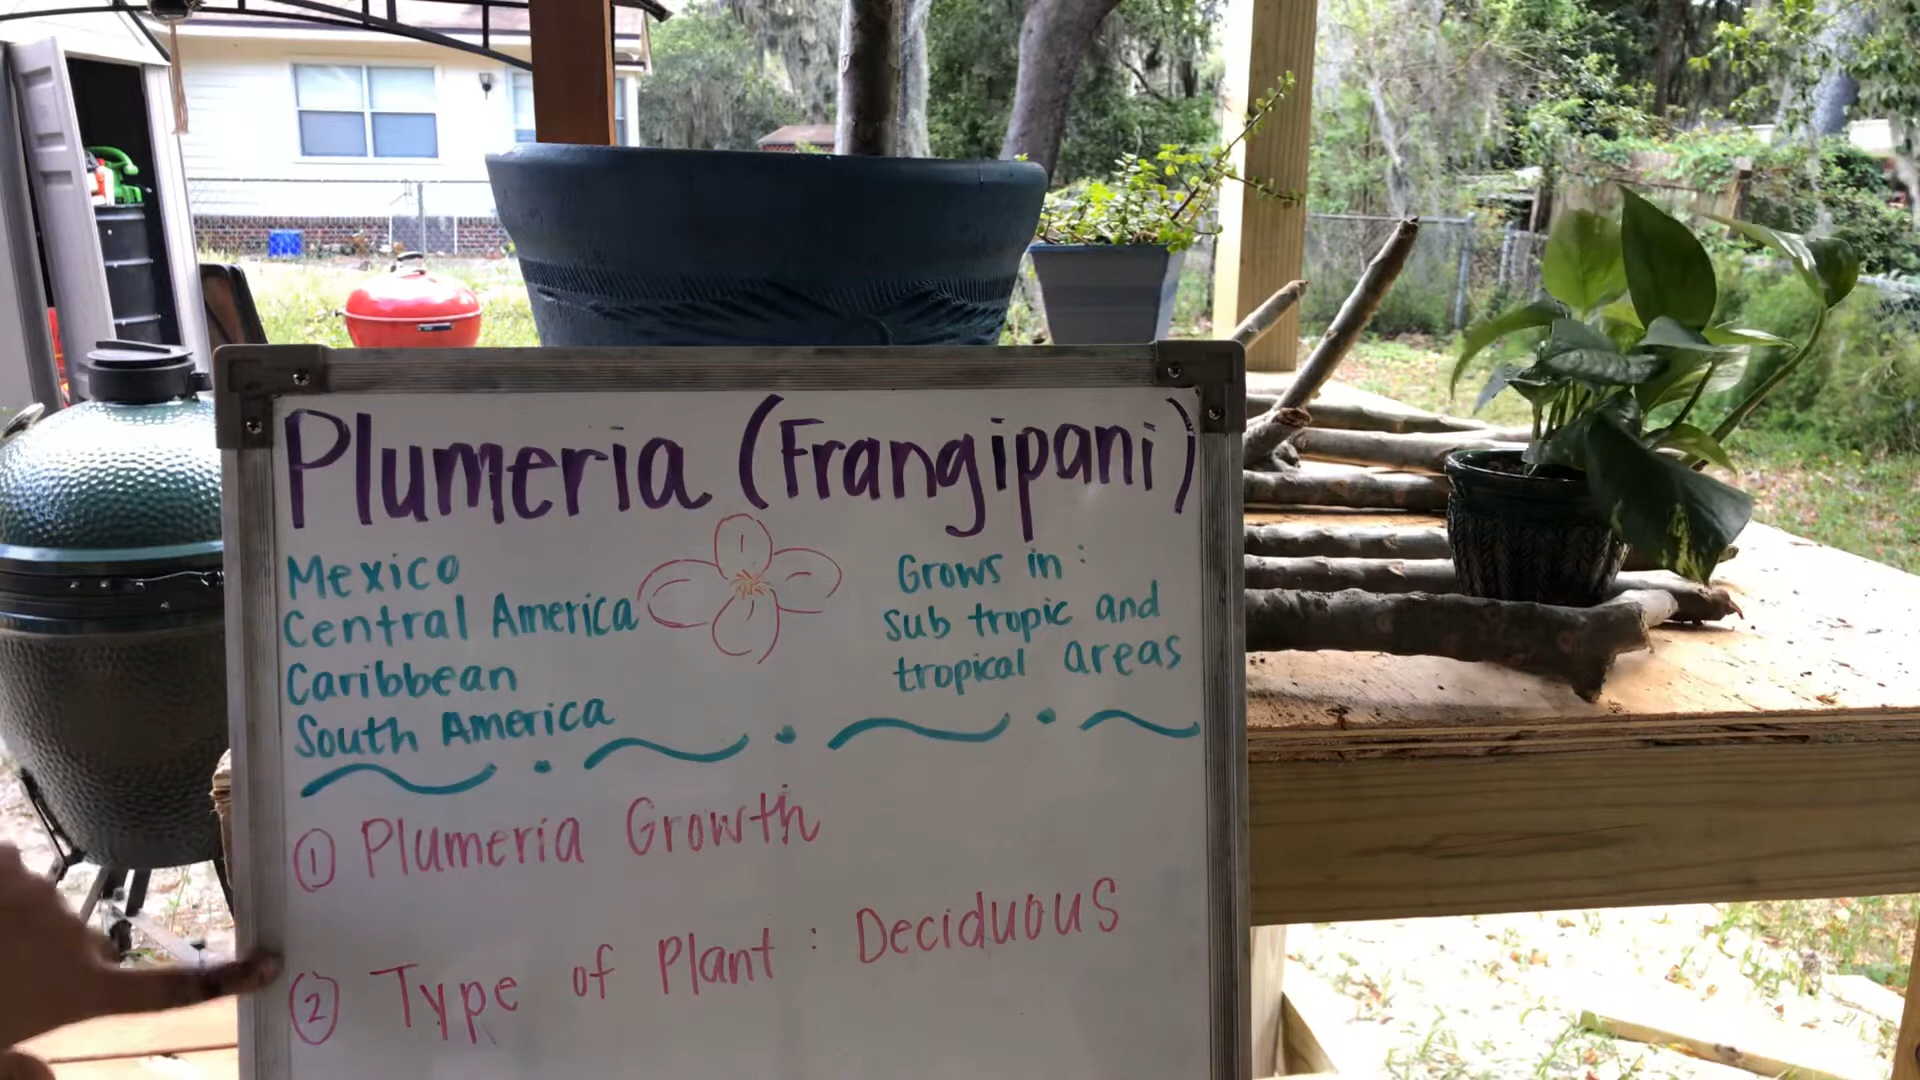 Plumeria (Frangipani)
Mexico
Central America
Caribbean
South America
Grows in:
sub tropic and
tropical areas
① Plumeria Growth
② Type of Plant: Deciduous